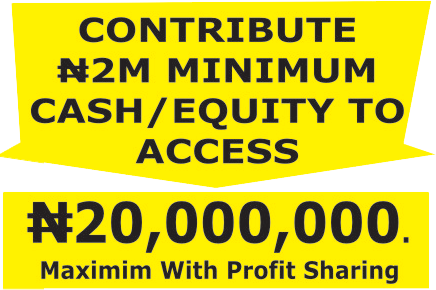 CONTRIBUTE
₦2M MINIMUM
CASH/EQUITY TO
ACCESS
₦20,000,000.
Maximim With Profit Sharing